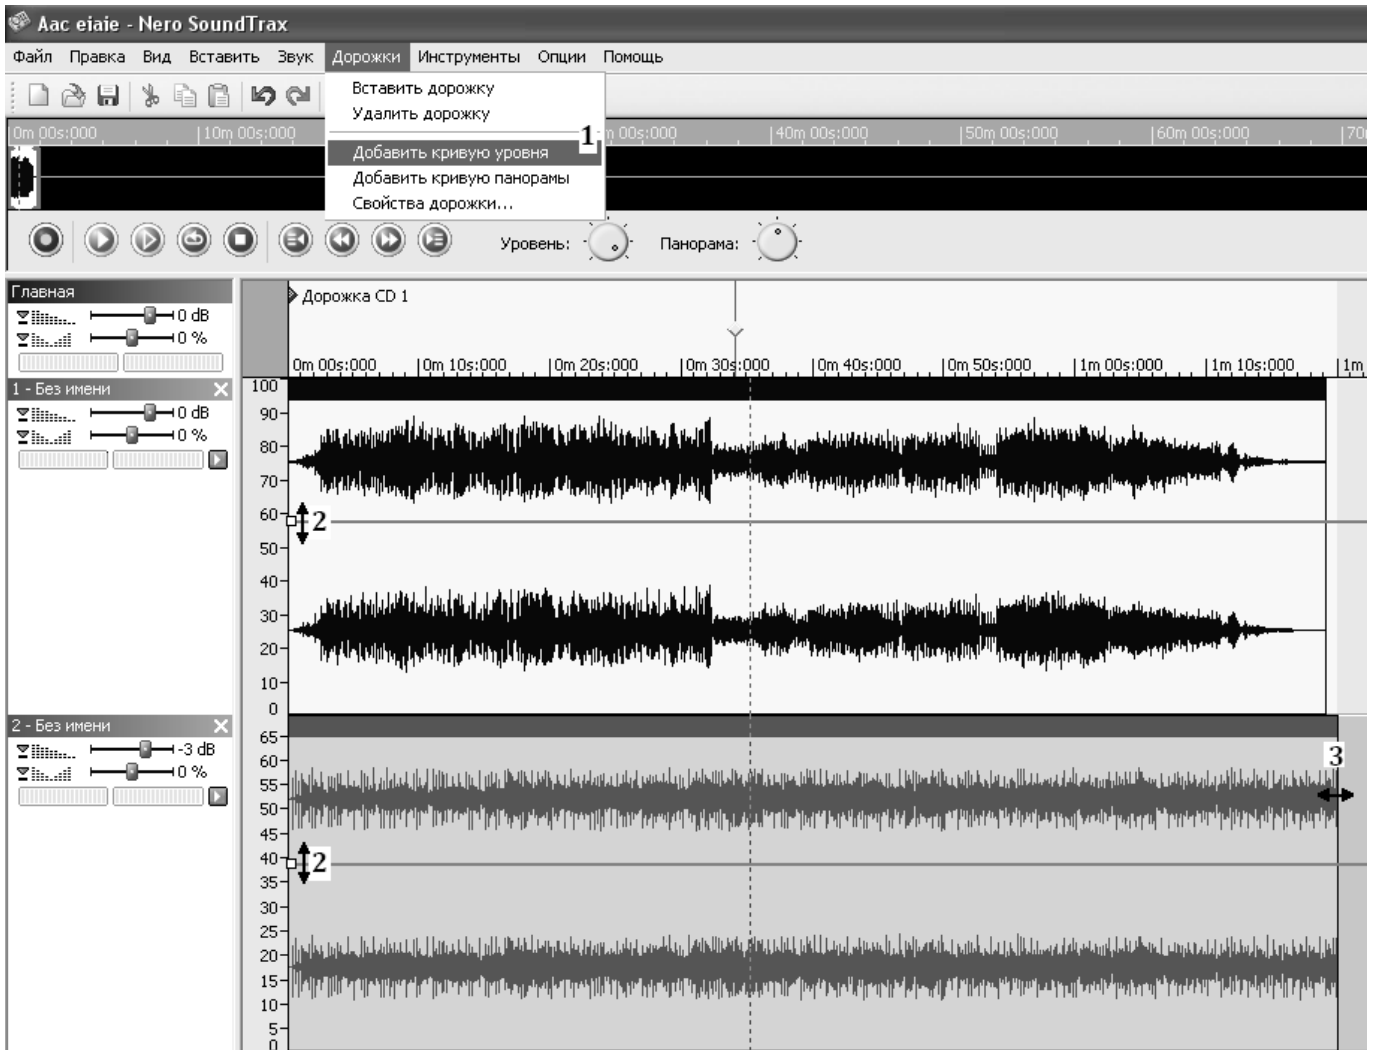 Aac eiaie - Nero SoundTrax
Файл Правка Вид Вставить Звук Дорожки Инструменты Опции Помощь
Вставить дорожку
Удалить дорожку
1
Добавить кривую уровня
Добавить кривую панорамы
Свойства дорожки...
0m 00s:000 10m 00s:000 m 00s:000 40m 00s:000 50m 00s:000 60m 00s:000 70
Уровень: Панорама:
Главная
0 dB
0 %
Дорожка CD 1
0m 00s:000 0m 10s:000 0m 20s:000 0m 30s:000 0m 40s:000 0m 50s:000 1m 00s:000 1m 10s:000 1m
1 - Без имени
0 dB
0 %
100
90
80
70
60
2
50
40
30
20
10
0
2 - Без имени
-3 dB
0 %
65
60
3
55
50
45
40
2
35
30
25
20
15
10
5
0